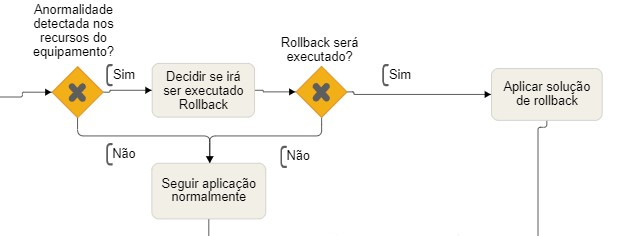 Anormalidade
detectada nos
recursos do
equipamento?
Rollback será
executado?
Sim
Decidir se irá
ser executado
Rollback
Sim
Aplicar solução
de rollback
Não
Não
Seguir aplicação
normalmente